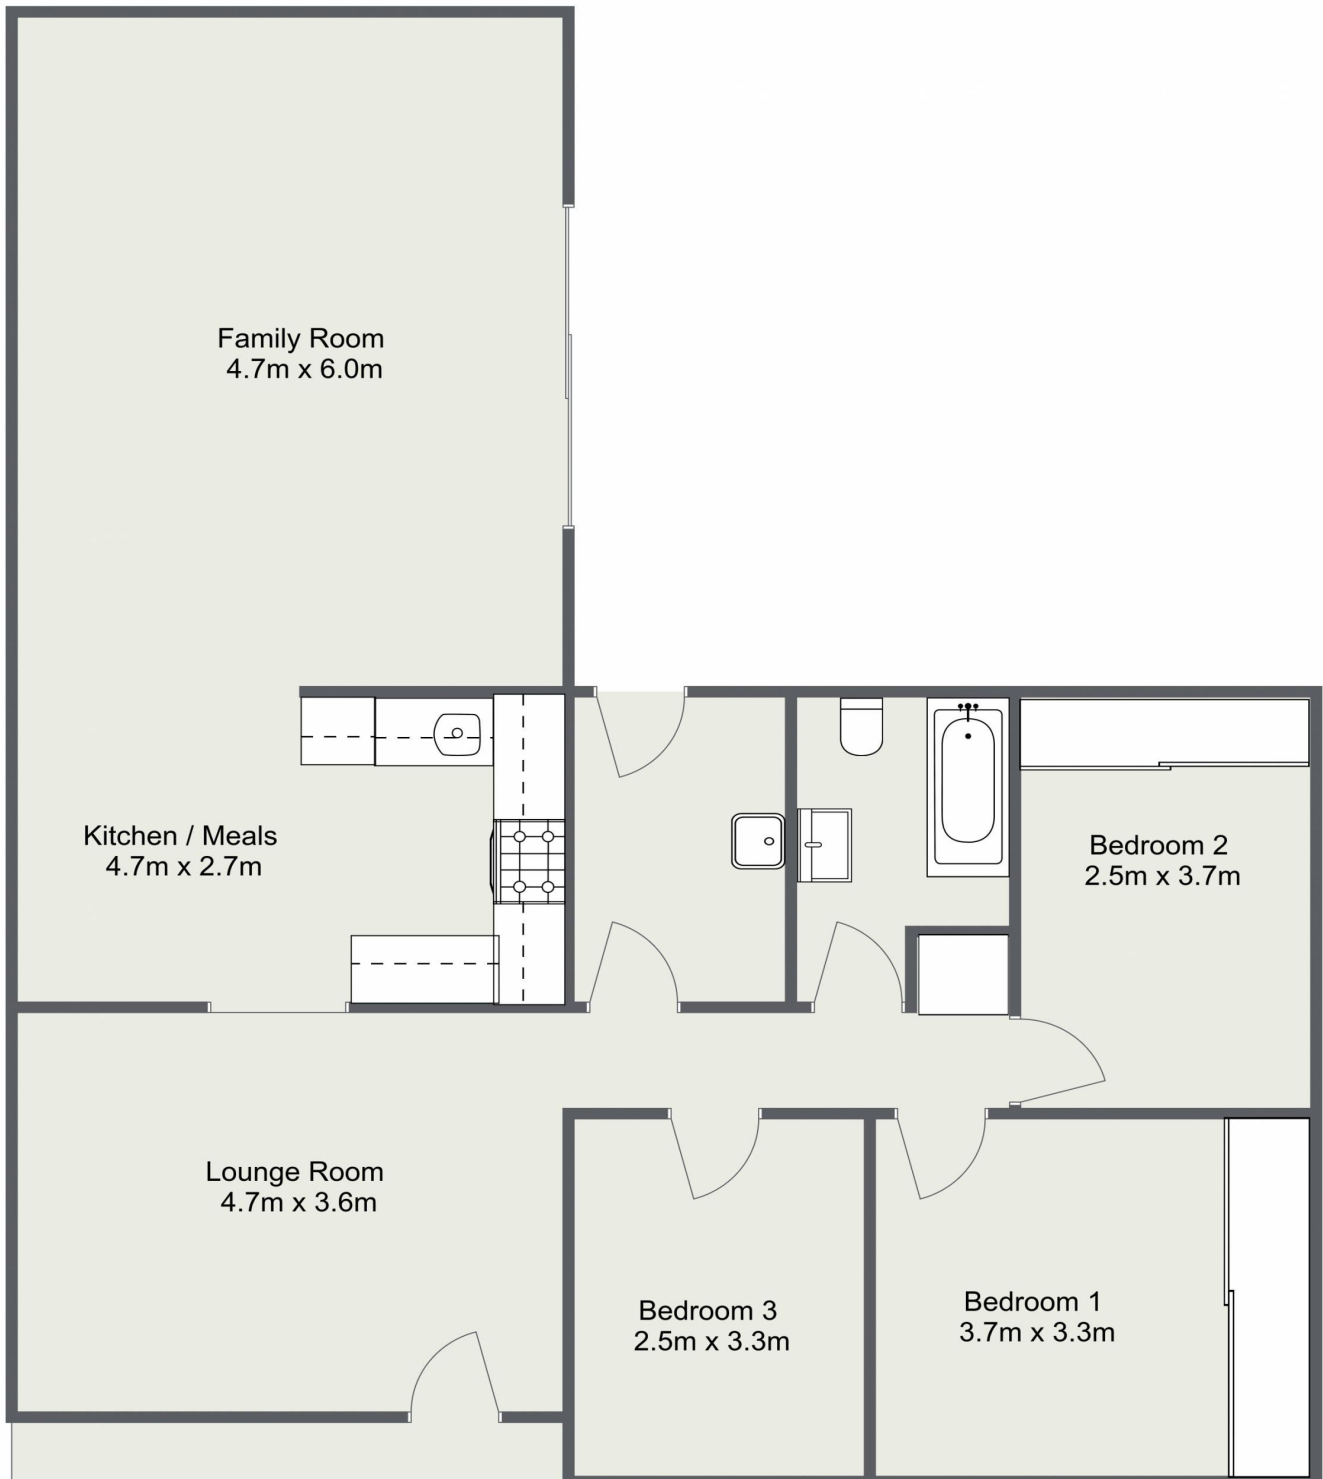 Family Room
4.7m x 6.0m
Kitchen / Meals
4.7m x 2.7m
Bedroom 2
2.5m x 3.7m
Lounge Room
4.7m x 3.6m
Bedroom 3
2.5m x 3.3m
Bedroom 1
3.7m x 3.3m